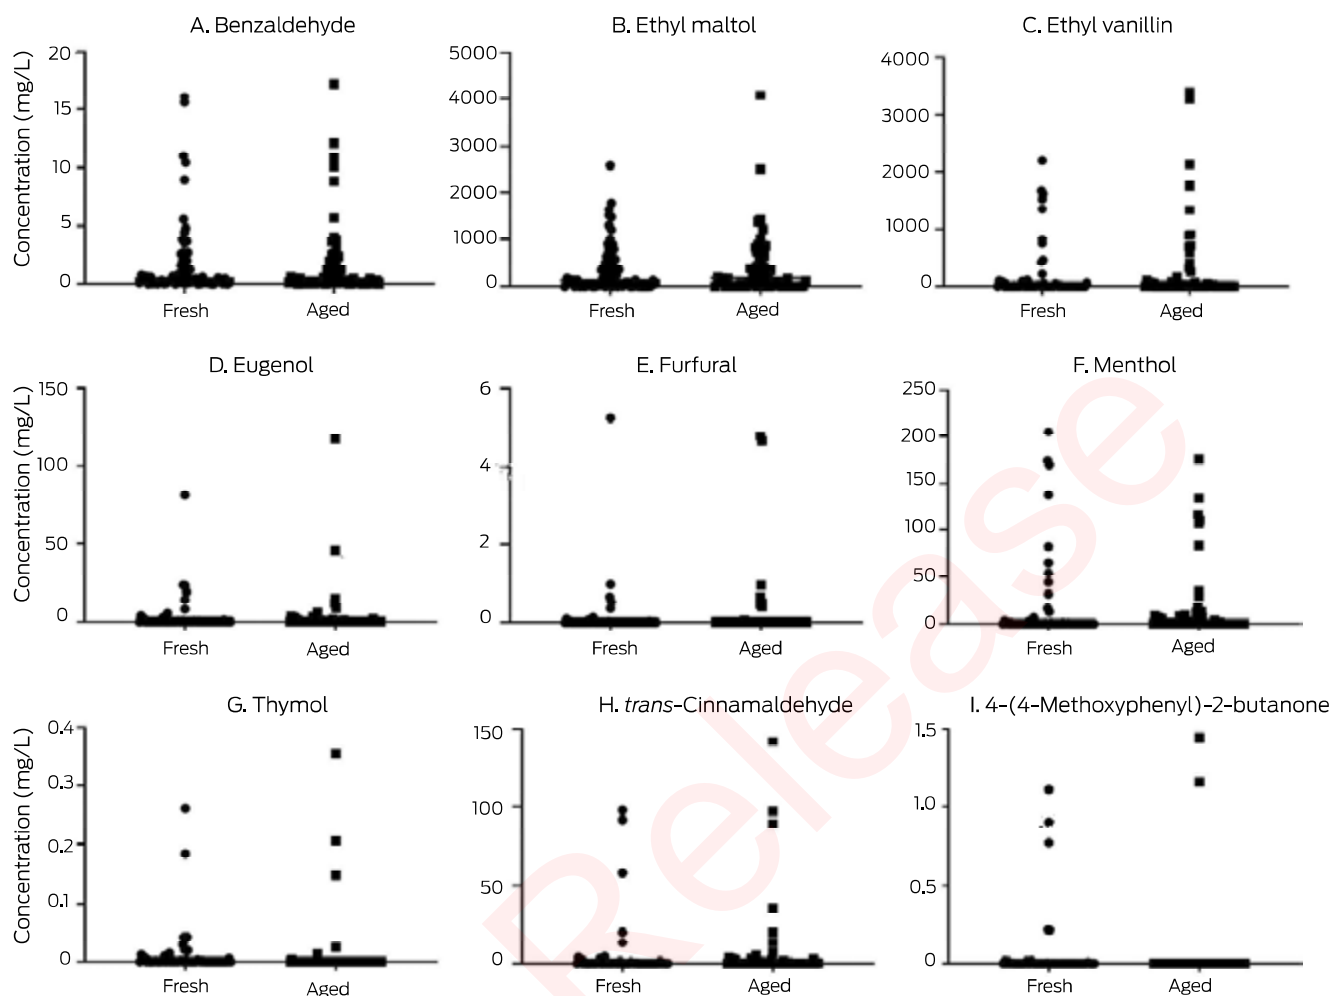 A. Benzaldehyde
B. Ethyl maltol
C. Ethyl vanillin
Concentration (mg/L)
20
15
10
5
0
Fresh
Aged
5000
4000
3000
2000
1000
0
Fresh
Aged
4000
3000
2000
1000
0
Fresh
Aged
D. Eugenol
E. Furfural
F. Menthol
Concentration (mg/L)
150
100
50
0
Fresh
Aged
6
4
2
0
Fresh
Aged
250
200
150
100
50
0
Fresh
Aged
G. Thymol
H. trans-Cinnamaldehyde
I. 4-(4-Methoxyphenyl)-2-butanone
Concentration (mg/L)
0.4
0.3
0.2
0.1
0
Fresh
Aged
150
100
50
0
Fresh
Aged
1.5
1.0
0.5
0
Fresh
Aged
Release